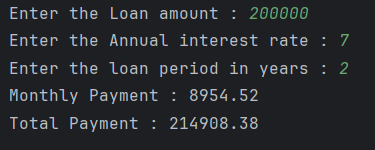 Enter the Loan amount : 200000
Enter the Annual interest rate : 7
Enter the loan period in years : 2
Monthly Payment : 8954.52
Total Payment : 214908.38